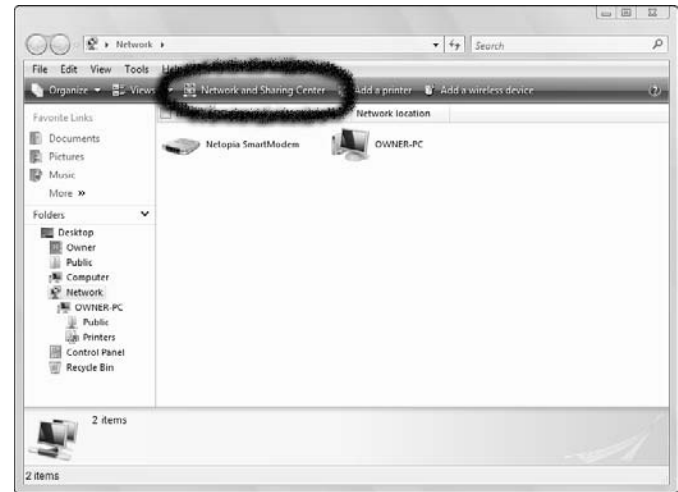 Network
Search
File Edit View Tools Help
Organize Views Network and Sharing Center Add a printer Add a wireless device
Network location
Favorite Links
Documents
Pictures
Music
More »
Folders
Desktop
Owner
Public
Computer
Network
OWNER-PC
Public
Printers
Control Panel
Recycle Bin
Netopia SmartModem OWNER-PC
2 items
2 items